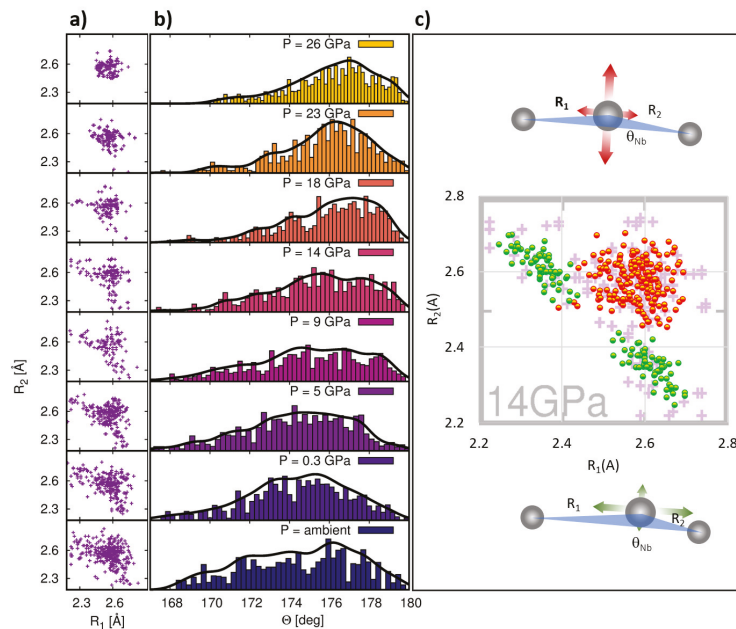 a) b) c)
P = 26 GPa
2.6
2.3
P = 23 GPa
2.6
2.3
P = 18 GPa
2.6
2.3
P = 14 GPa
2.6
2.3
P = 9 GPa
2.6
2.3
P = 5 GPa
2.6
2.3
P = 0.3 GPa
2.6
2.3
P = ambient
2.6
2.3
R2 [Å]
2.3 2.6
R1 [Å]
168 170 172 174 176 178 180
Θ [deg]
R1 R2
θNb
2.8
2.6
2.4
2.2
R2(A)
14GPa
2.2 2.4 2.6 2.8
R1(A)
R1 R2
θNb